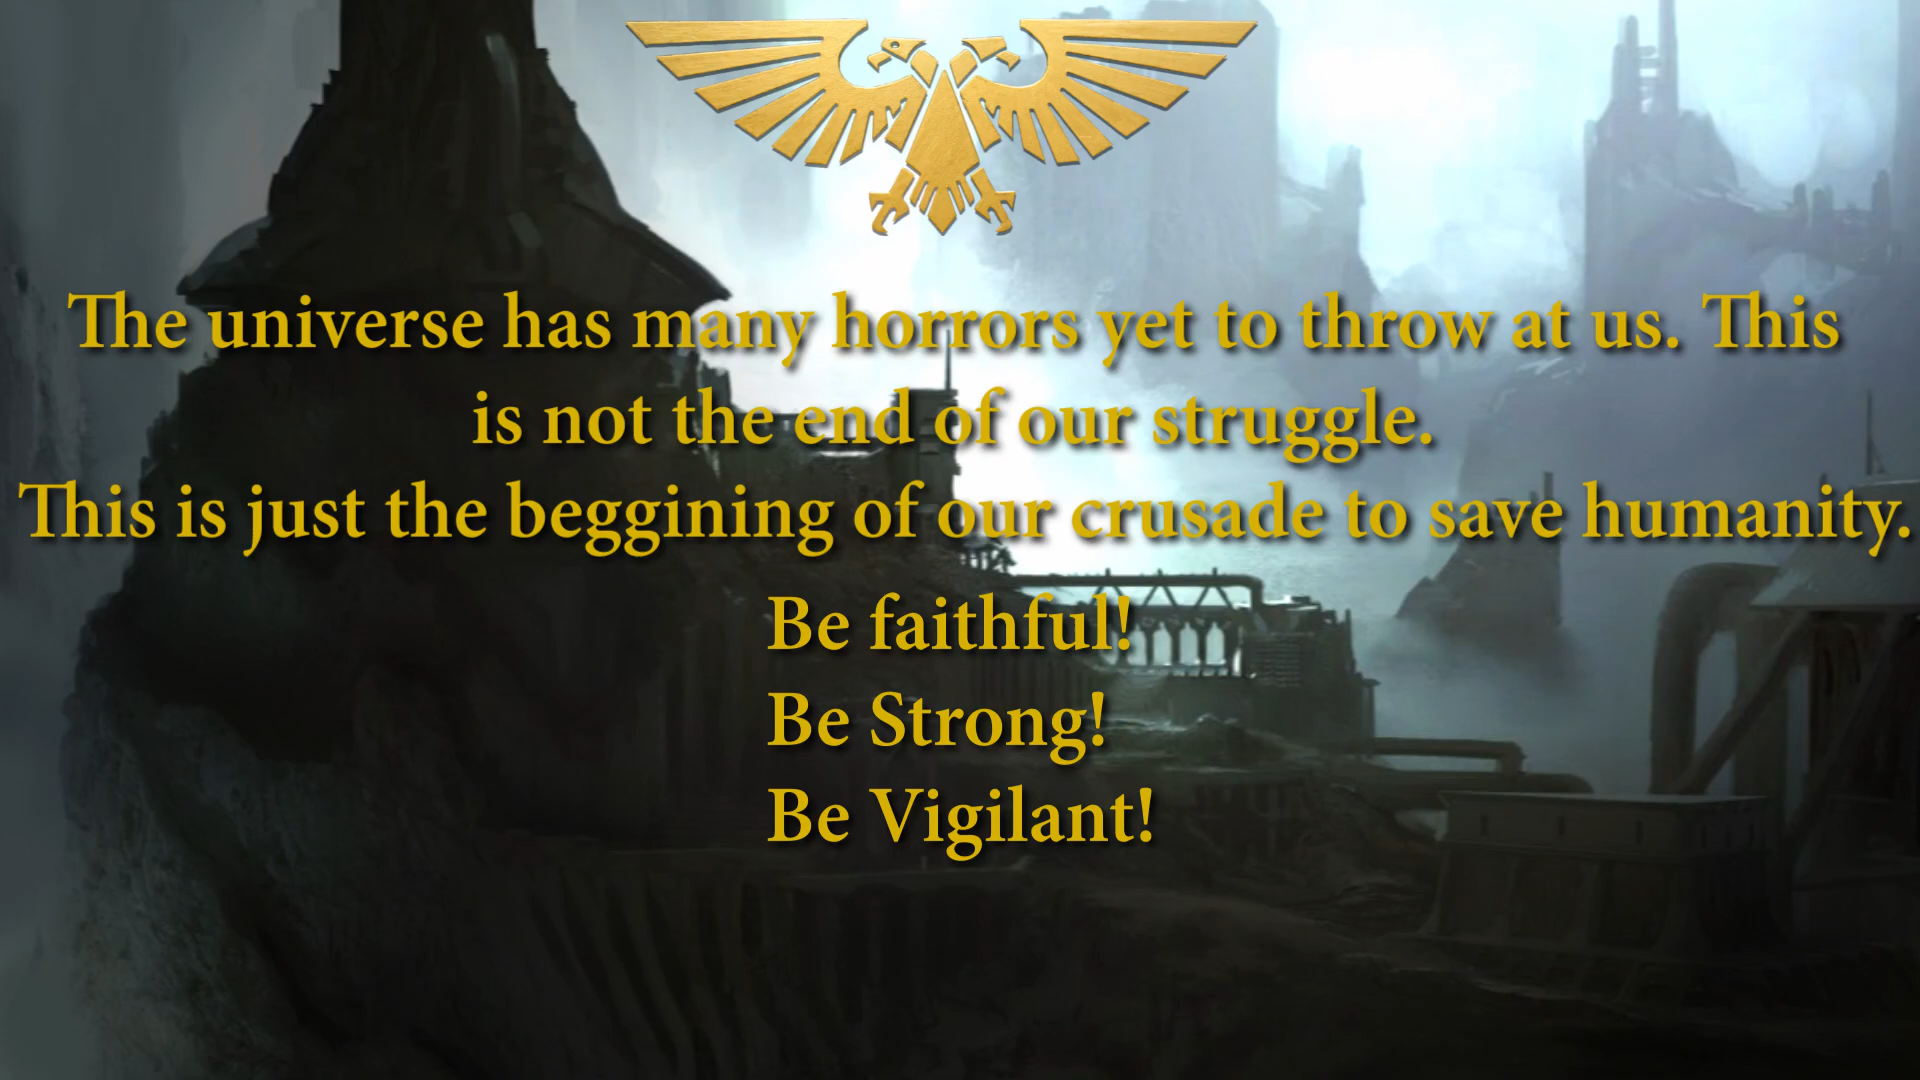 The universe has many horrors yet to throw at us. This
is not the end of our struggle.
This is just the beggining of our crusade to save humanity.
Be faithful!
Be Strong!
Be Vigilant!